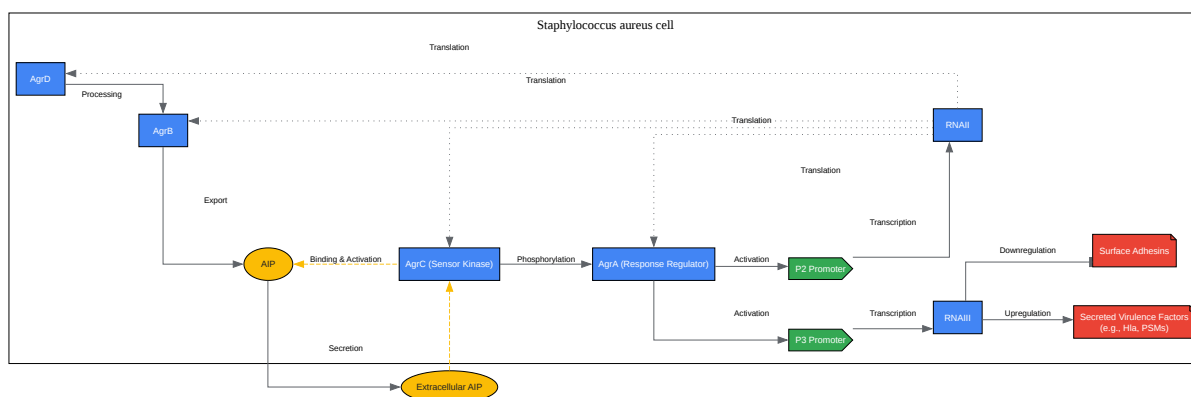 Staphylococcus aureus cell
Translation
AgrD
Translation
Processing
AgrB
Translation
RNAII
Translation
Export
Transcription
Downregulation
Surface Adhesins
AIP
Binding & Activation
AgrC (Sensor Kinase)
Phosphorylation
AgrA (Response Regulator)
Activation
P2 Promoter
Activation
Transcription
RNAIII
Upregulation
Secreted Virulence Factors
(e.g., Hla, PSMs)
P3 Promoter
Secretion
Extracellular AIP